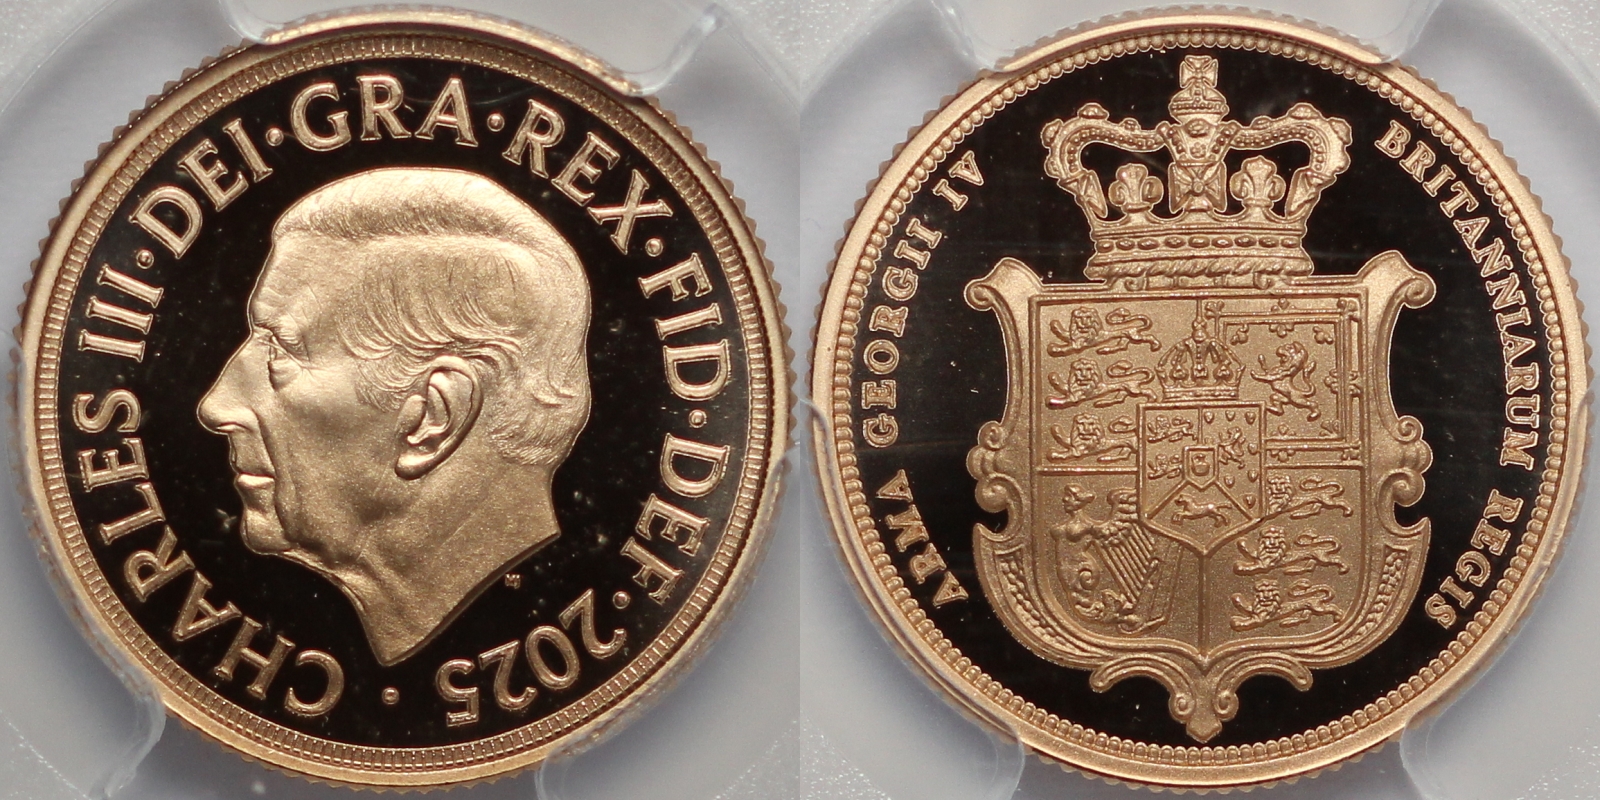 CHARLES III·DEI·GRA·REX·FID·DEF·2025·
ARMA GEORGII IV
BRITANNIARUM REGIS